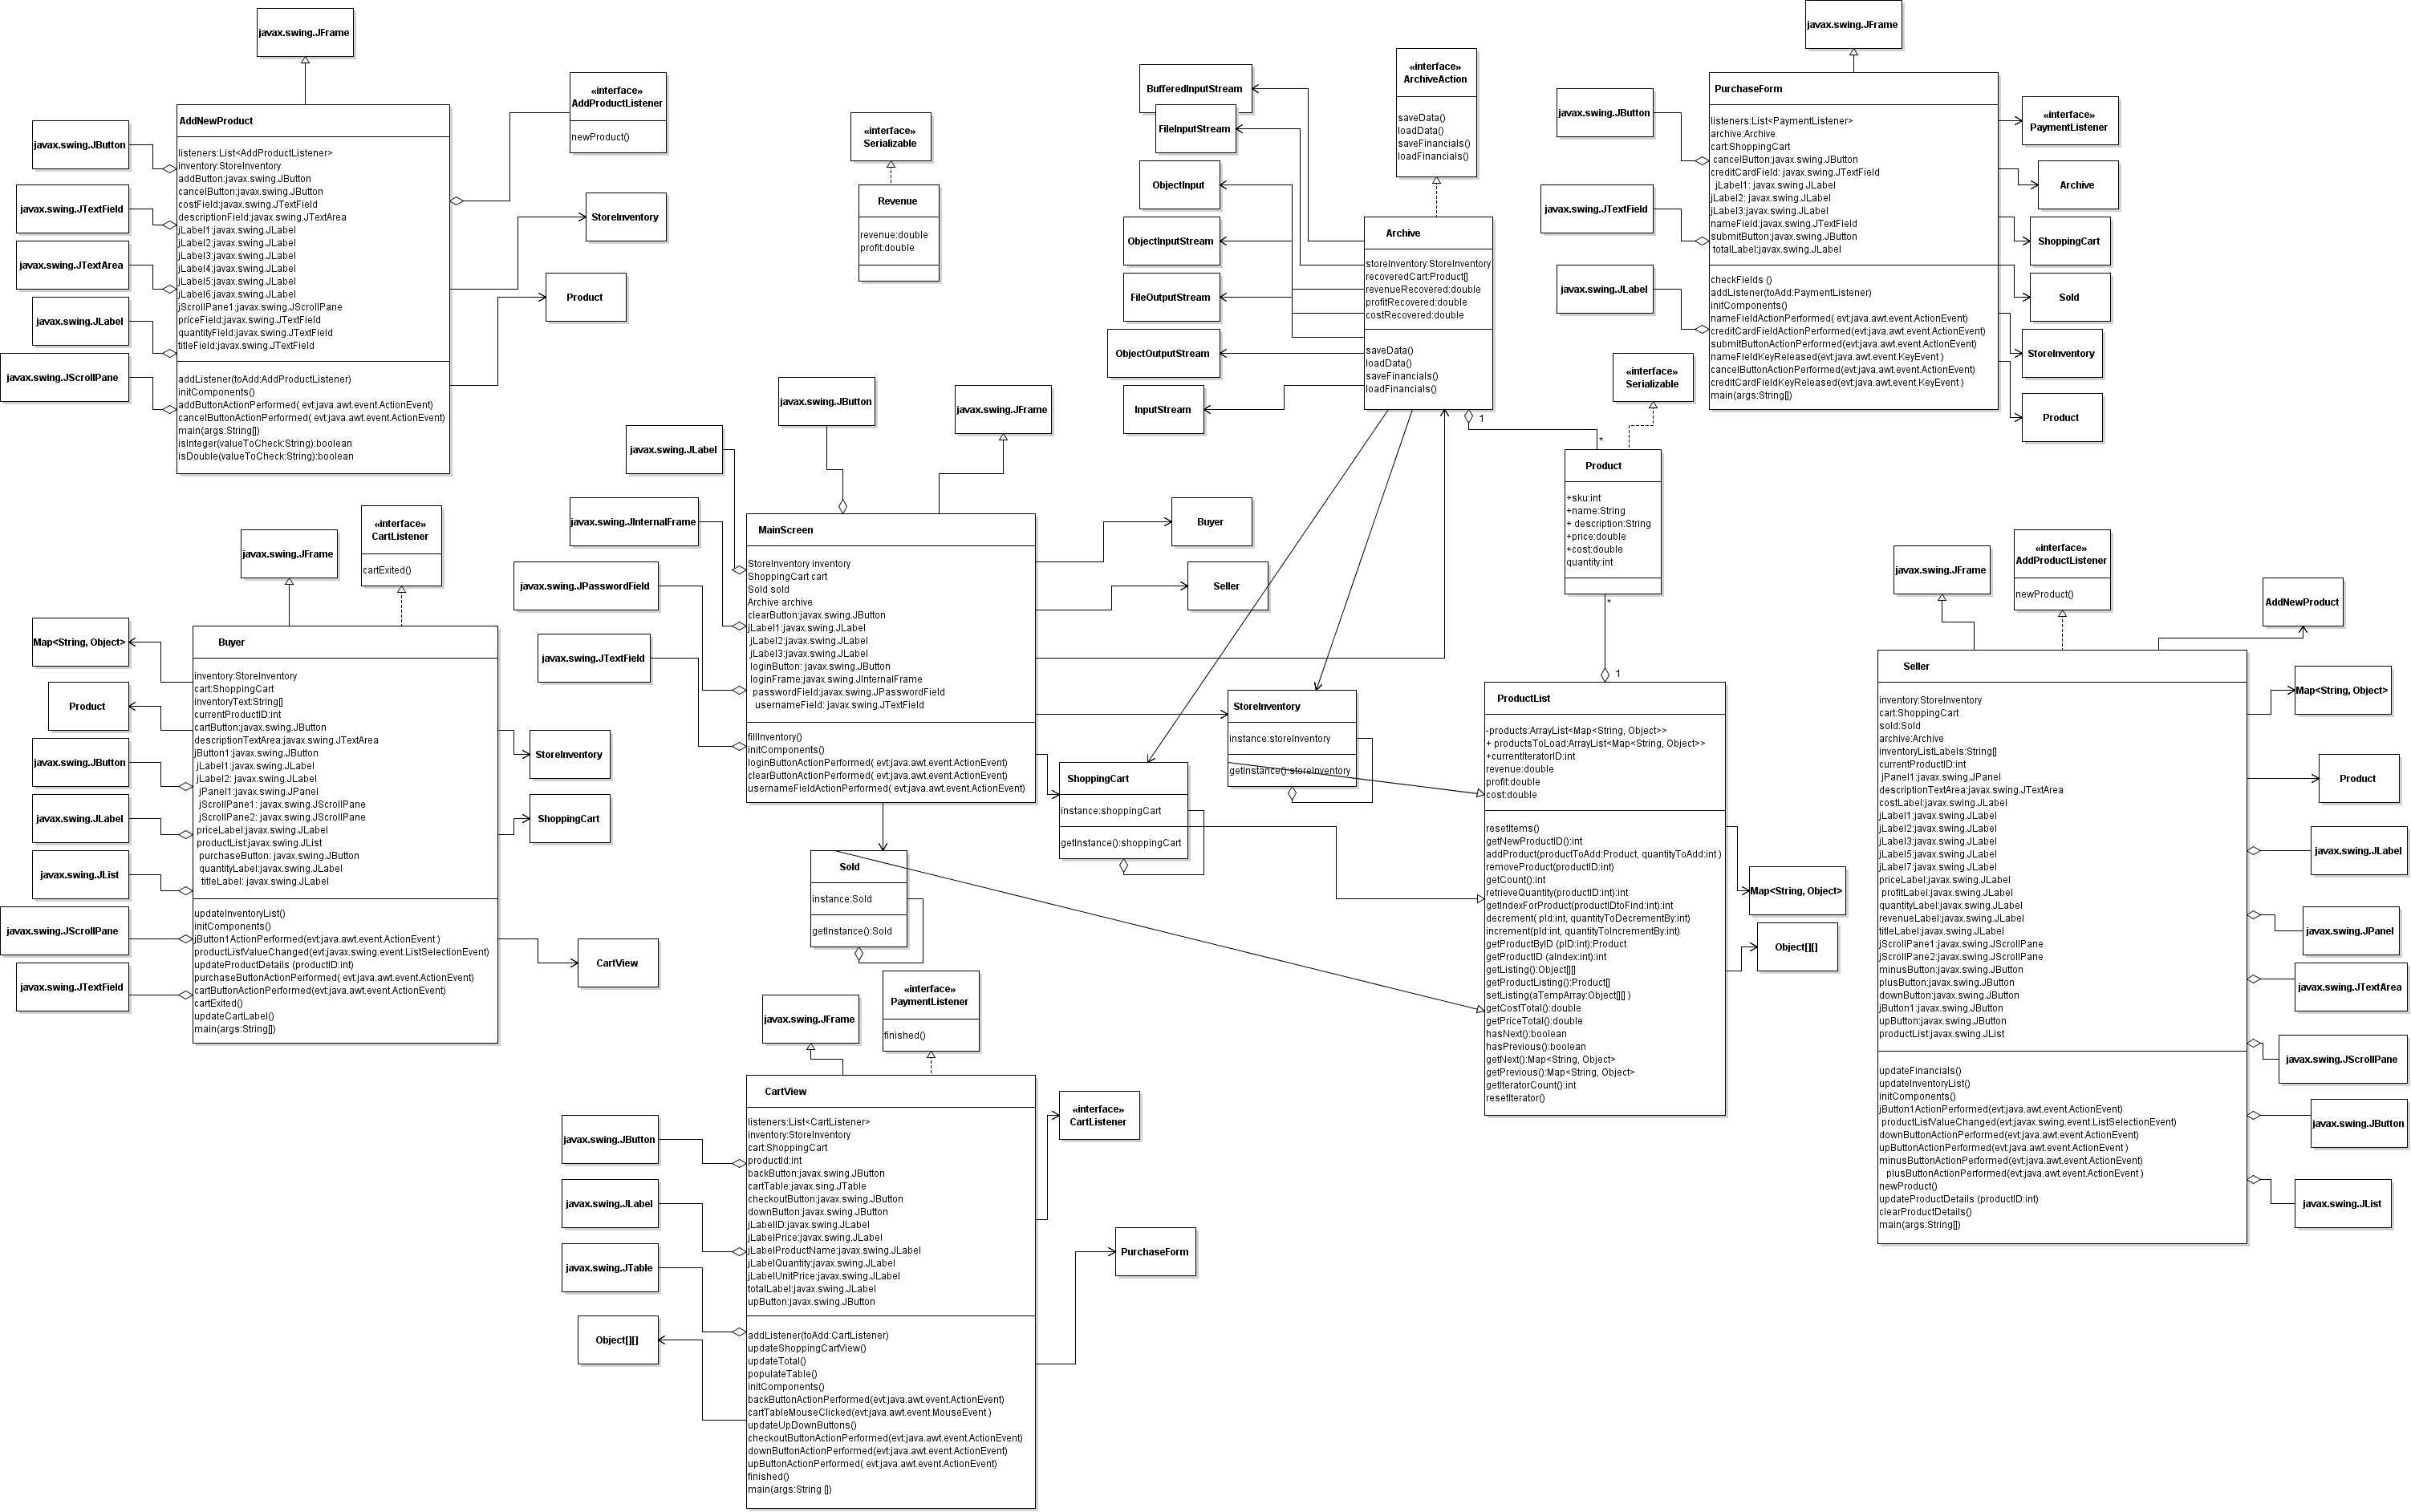 javax.swing.JFrame
AddNewProduct
listeners:List<AddProductListener>
inventory:StoreInventory
addButton:javax.swing.JButton
cancelButton:javax.swing.JButton
costField:javax.swing.JTextField
descriptionField:javax.swing.JTextArea
jLabel1:javax.swing.JLabel
jLabel2:javax.swing.JLabel
jLabel3:javax.swing.JLabel
jLabel4:javax.swing.JLabel
jLabel5:javax.swing.JLabel
jLabel6:javax.swing.JLabel
jScrollPane1:javax.swing.JScrollPane
priceField:javax.swing.JTextField
quantityField:javax.swing.JTextField
titleField:javax.swing.JTextField
addListener(toAdd:AddProductListener)
initComponents()
addButtonActionPerformed( evt:java.awt.event.ActionEvent)
cancelButtonActionPerformed( evt:java.awt.event.ActionEvent)
main(args:String[])
isInteger(valueToCheck:String):boolean
isDouble(valueToCheck:String):boolean
javax.swing.JButton
javax.swing.JTextField
javax.swing.JTextArea
javax.swing.JLabel
javax.swing.JScrollPane
«interface»
AddProductListener
newProduct()
StoreInventory
Product
«interface»
Serializable
Revenue
revenue:double
profit:double
BufferedInputStream
FileInputStream
ObjectInput
ObjectInputStream
FileOutputStream
ObjectOutputStream
InputStream
«interface»
ArchiveAction
saveData()
loadData()
saveFinancials()
loadFinancials()
Archive
storeInventory:StoreInventory
recoveredCart:Product[]
revenueRecovered:double
profitRecovered:double
costRecovered:double
saveData()
loadData()
saveFinancials()
loadFinancials()
1
*
javax.swing.JFrame
PurchaseForm
listeners:List<PaymentListener>
archive:Archive
cart:ShoppingCart
cancelButton:javax.swing.JButton
creditCardField: javax.swing.JTextField
jLabel1: javax.swing.JLabel
jLabel2: javax.swing.JLabel
jLabel3:javax.swing.JLabel
nameField:javax.swing.JTextField
submitButton:javax.swing.JButton
totalLabel:javax.swing.JLabel
checkFields ()
addListener(toAdd:PaymentListener)
initComponents()
nameFieldActionPerformed( evt:java.awt.event.ActionEvent)
creditCardFieldActionPerformed(evt:java.awt.event.ActionEvent)
submitButtonActionPerformed(evt:java.awt.event.ActionEvent)
nameFieldKeyReleased(evt:java.awt.event.KeyEvent )
cancelButtonActionPerformed(evt:java.awt.event.ActionEvent)
creditCardFieldKeyReleased(evt:java.awt.event.KeyEvent )
main(args:String[])
javax.swing.JButton
javax.swing.JTextField
javax.swing.JLabel
«interface»
PaymentListener
Archive
ShoppingCart
Sold
StoreInventory
Product
«interface»
Serializable
Product
+sku:int
+name:String
+ description:String
+price:double
+cost:double
quantity:int
*
1
javax.swing.JButton
javax.swing.JFrame
javax.swing.JLabel
javax.swing.JInternalFrame
javax.swing.JPasswordField
javax.swing.JTextField
MainScreen
StoreInventory inventory
ShoppingCart cart
Sold sold
Archive archive
clearButton:javax.swing.JButton
jLabel1:javax.swing.JLabel
jLabel2:javax.swing.JLabel
jLabel3:javax.swing.JLabel
loginButton: javax.swing.JButton
loginFrame:javax.swing.JInternalFrame
passwordField:javax.swing.JPasswordField
usernameField: javax.swing.JTextField
fillInventory()
initComponents()
loginButtonActionPerformed( evt:java.awt.event.ActionEvent)
clearButtonActionPerformed( evt:java.awt.event.ActionEvent)
usernameFieldActionPerformed( evt:java.awt.event.ActionEvent)
Buyer
Seller
StoreInventory
instance:storeInventory
getInstance():storeInventory
ShoppingCart
instance:shoppingCart
getInstance():shoppingCart
Sold
instance:Sold
getInstance():Sold
ProductList
-products:ArrayList<Map<String, Object>>
+ productsToLoad:ArrayList<Map<String, Object>>
+currentIteratorID:int
revenue:double
profit:double
cost:double
resetItems()
getNewProductID():int
addProduct(productToAdd:Product, quantityToAdd:int )
removeProduct(productID:int)
getCount():int
retrieveQuantity(productID:int):int
getIndexForProduct(productIDtoFind:int):int
decrement( pId:int, quantityToDecrementBy:int)
increment(pId:int, quantityToIncrementBy:int)
getProductByID (pID:int):Product
getProductID (aIndex:int):int
getListing():Object[][]
getProductListing():Product[]
setListing(aTempArray:Object[][] )
getCostTotal():double
getPriceTotal():double
hasNext():boolean
hasPrevious():boolean
getNext():Map<String, Object>
getPrevious():Map<String, Object>
getIteratorCount():int
resetIterator()
Map<String, Object>
Object[][]
javax.swing.JFrame
«interface»
CartListener
cartExited()
Buyer
inventory:StoreInventory
cart:ShoppingCart
inventoryText:String[]
currentProductID:int
cartButton:javax.swing.JButton
descriptionTextArea:javax.swing.JTextArea
jButton1:javax.swing.JButton
jLabel1:javax.swing.JLabel
jLabel2: javax.swing.JLabel
jPanel1:javax.swing.JPanel
jScrollPane1: javax.swing.JScrollPane
jScrollPane2: javax.swing.JScrollPane
priceLabel:javax.swing.JLabel
productList:javax.swing.JList
purchaseButton: javax.swing.JButton
quantityLabel:javax.swing.JLabel
titleLabel: javax.swing.JLabel
updateInventoryList()
initComponents()
jButton1ActionPerformed(evt:java.awt.event.ActionEvent )
productListValueChanged(evt:javax.swing.event.ListSelectionEvent)
updateProductDetails (productID:int)
purchaseButtonActionPerformed( evt:java.awt.event.ActionEvent)
cartButtonActionPerformed(evt:java.awt.event.ActionEvent)
cartExited()
updateCartLabel()
main(args:String[])
Map<String, Object>
Product
javax.swing.JButton
javax.swing.JLabel
javax.swing.JList
javax.swing.JScrollPane
javax.swing.JTextField
StoreInventory
ShoppingCart
CartView
javax.swing.JFrame
«interface»
PaymentListener
finished()
CartView
listeners:List<CartListener>
inventory:StoreInventory
cart:ShoppingCart
productId:int
backButton:javax.swing.JButton
cartTable:javax.sing.JTable
checkoutButton:javax.swing.JButton
downButton:javax.swing.JButton
jLabelID:javax.swing.JLabel
jLabelPrice:javax.swing.JLabel
jLabelProductName:javax.swing.JLabel
jLabelQuantity:javax.swing.JLabel
jLabelUnitPrice:javax.swing.JLabel
totalLabel:javax.swing.JLabel
upButton:javax.swing.JButton
addListener(toAdd:CartListener)
updateShoppingCartView()
updateTotal()
populateTable()
initComponents()
backButtonActionPerformed(evt:java.awt.event.ActionEvent)
cartTableMouseClicked(evt:java.awt.event.MouseEvent )
updateUpDownButtons()
checkoutButtonActionPerformed(evt:java.awt.event.ActionEvent)
downButtonActionPerformed(evt:java.awt.event.ActionEvent)
upButtonActionPerformed( evt:java.awt.event.ActionEvent)
finished()
main(args:String [])
javax.swing.JButton
javax.swing.JLabel
javax.swing.JTable
Object[][]
«interface»
CartListener
PurchaseForm
javax.swing.JFrame
«interface»
AddProductListener
newProduct()
AddNewProduct
Seller
inventory:StoreInventory
cart:ShoppingCart
sold:Sold
archive:Archive
inventoryListLabels:String[]
currentProductID:int
jPanel1:javax.swing.JPanel
descriptionTextArea:javax.swing.JTextArea
costLabel:javax.swing.JLabel
jLabel1:javax.swing.JLabel
jLabel2:javax.swing.JLabel
jLabel3:javax.swing.JLabel
jLabel5:javax.swing.JLabel
jLabel7:javax.swing.JLabel
priceLabel:javax.swing.JLabel
profitLabel:javax.swing.JLabel
quantityLabel:javax.swing.JLabel
revenueLabel:javax.swing.JLabel
titleLabel:javax.swing.JLabel
jScrollPane1:javax.swing.JScrollPane
jScrollPane2:javax.swing.JScrollPane
minusButton:javax.swing.JButton
plusButton:javax.swing.JButton
downButton:javax.swing.JButton
jButton1:javax.swing.JButton
upButton:javax.swing.JButton
productList:javax.swing.JList
updateFinancials()
updateInventoryList()
initComponents()
jButton1ActionPerformed(evt:java.awt.event.ActionEvent)
productListValueChanged(evt:javax.swing.event.ListSelectionEvent)
downButtonActionPerformed(evt:java.awt.event.ActionEvent)
upButtonActionPerformed(evt:java.awt.event.ActionEvent )
minusButtonActionPerformed(evt:java.awt.event.ActionEvent)
plusButtonActionPerformed(evt:java.awt.event.ActionEvent )
newProduct()
updateProductDetails (productID:int)
clearProductDetails()
main(args:String[])
Map<String, Object>
Product
javax.swing.JLabel
javax.swing.JPanel
javax.swing.JTextArea
javax.swing.JScrollPane
javax.swing.JButton
javax.swing.JList